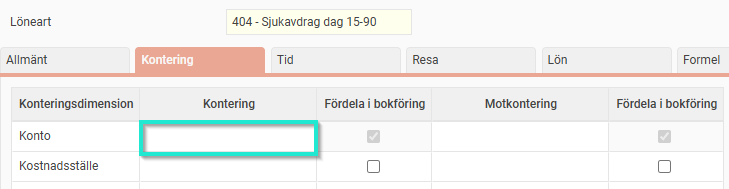 Löneart 404 - Sjukavdrag dag 15-90
Allmänt Kontering Tid Resa Lön Formel
Konteringsdimension Kontering Fördela i bokföring Motkontering Fördela i bokföring
Konto
Kostnadsställe